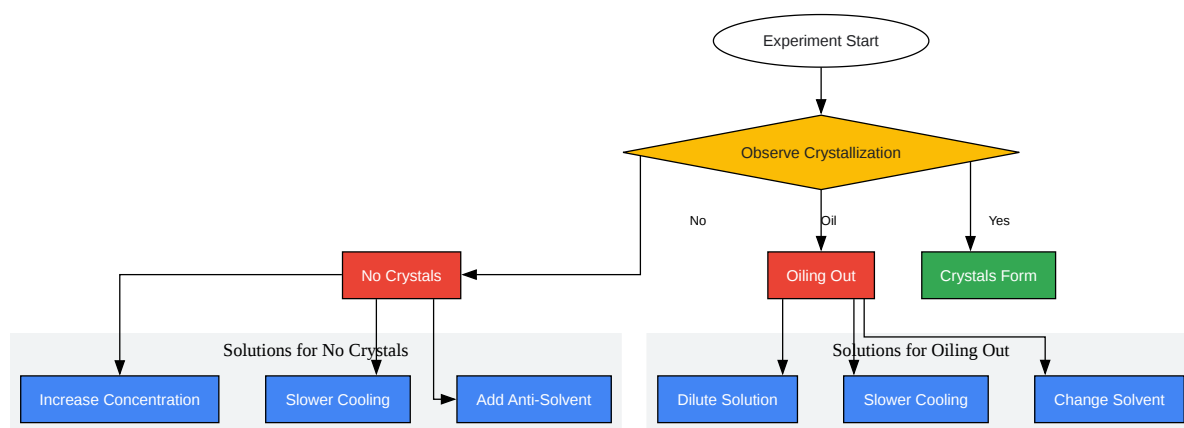 Experiment Start
Observe Crystallization
No
Oil
Yes
No Crystals
Oiling Out
Crystals Form
Solutions for No Crystals
Solutions for Oiling Out
Increase Concentration
Slower Cooling
Add Anti-Solvent
Dilute Solution
Slower Cooling
Change Solvent